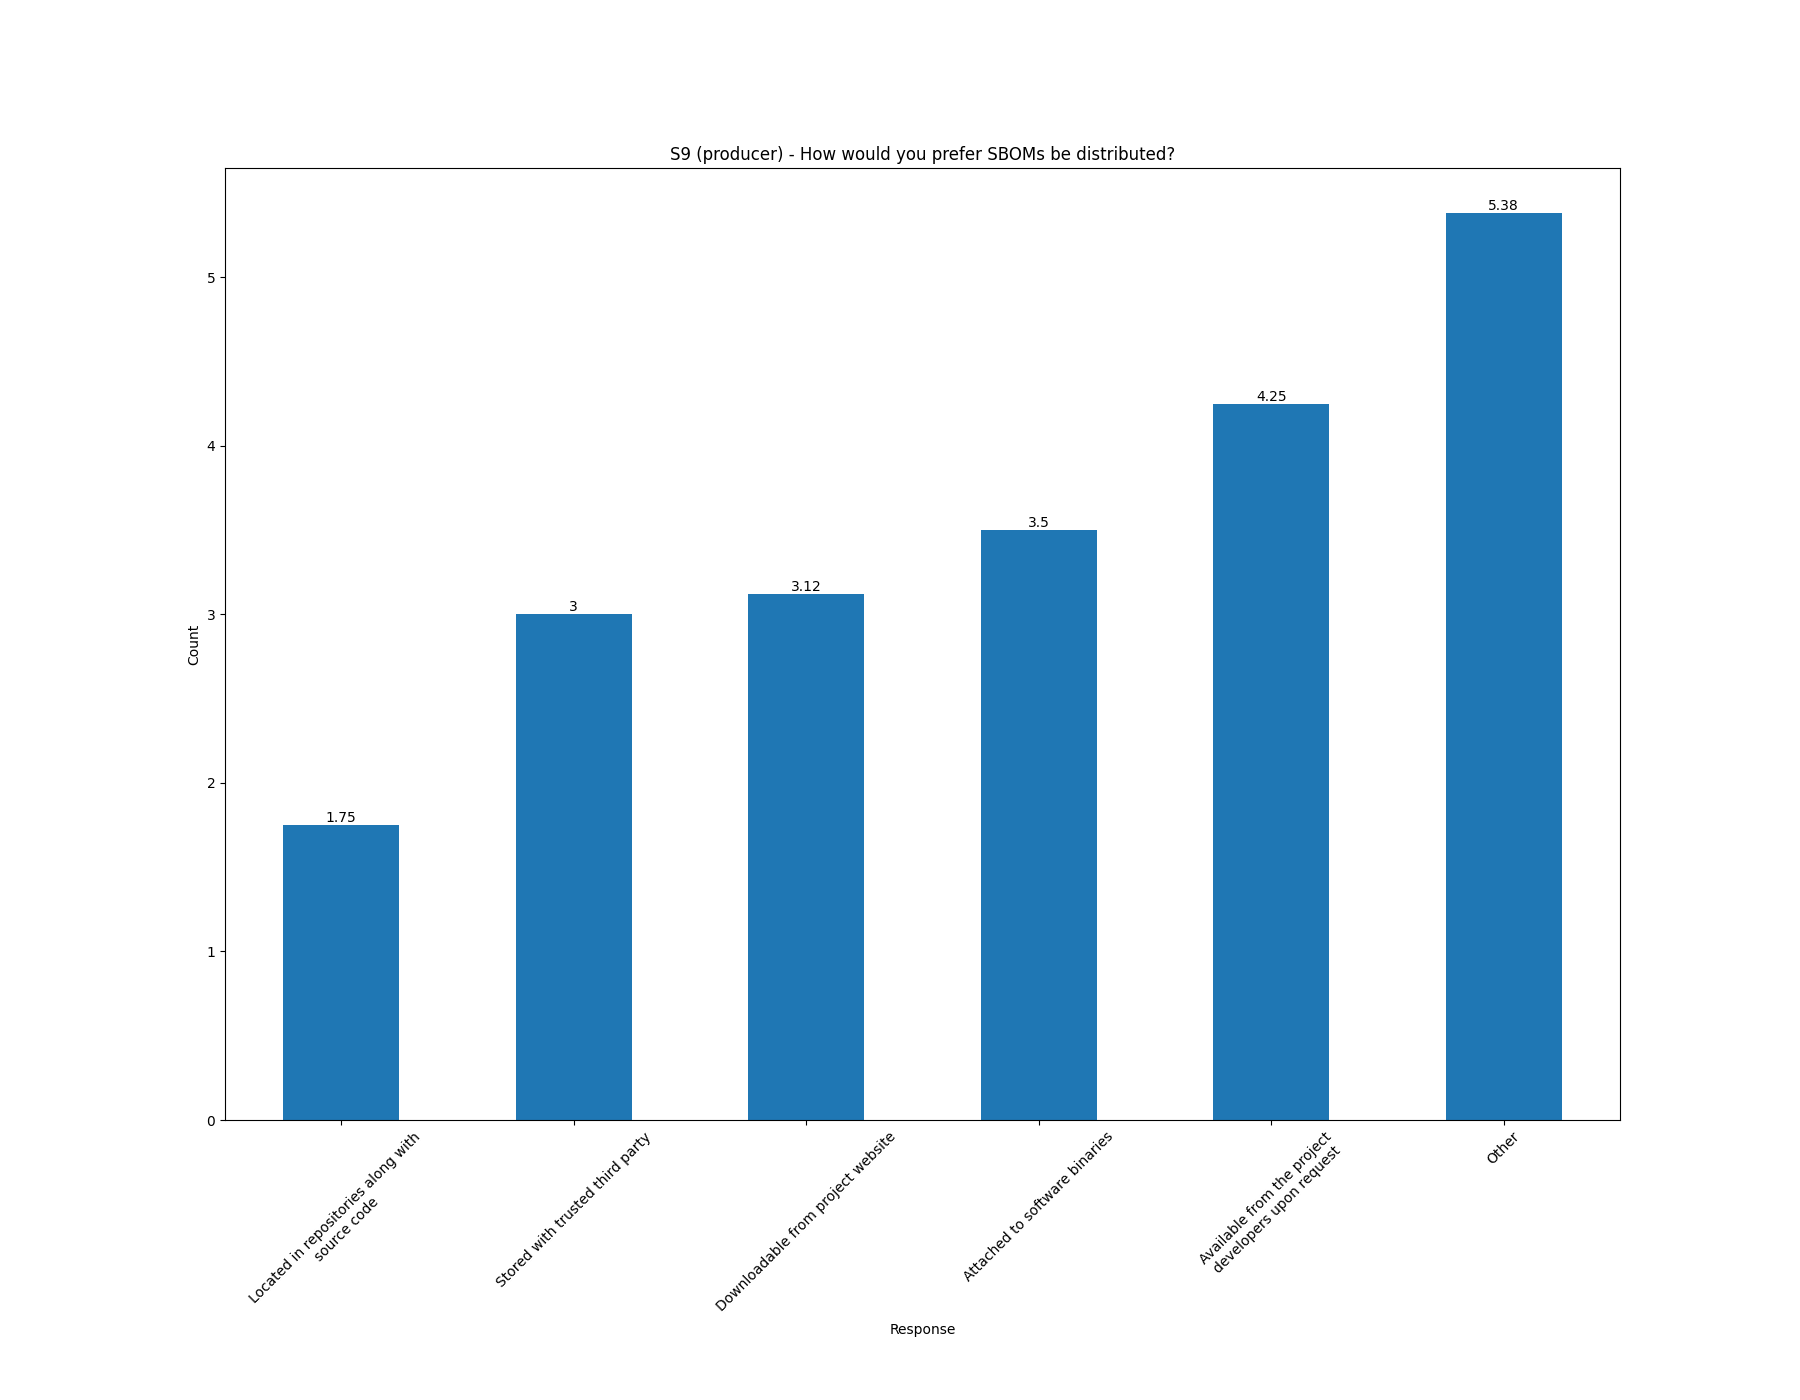 S9 (producer) - How would you prefer SBOMs be distributed?
5.38
4.25
3.5
3.12
3
1.75
5
4
3
2
1
0
Count
Located in repositories along with
source code
Stored with trusted third party
Downloadable from project website
Attached to software binaries
Available from the project
developers upon request
Other
Response